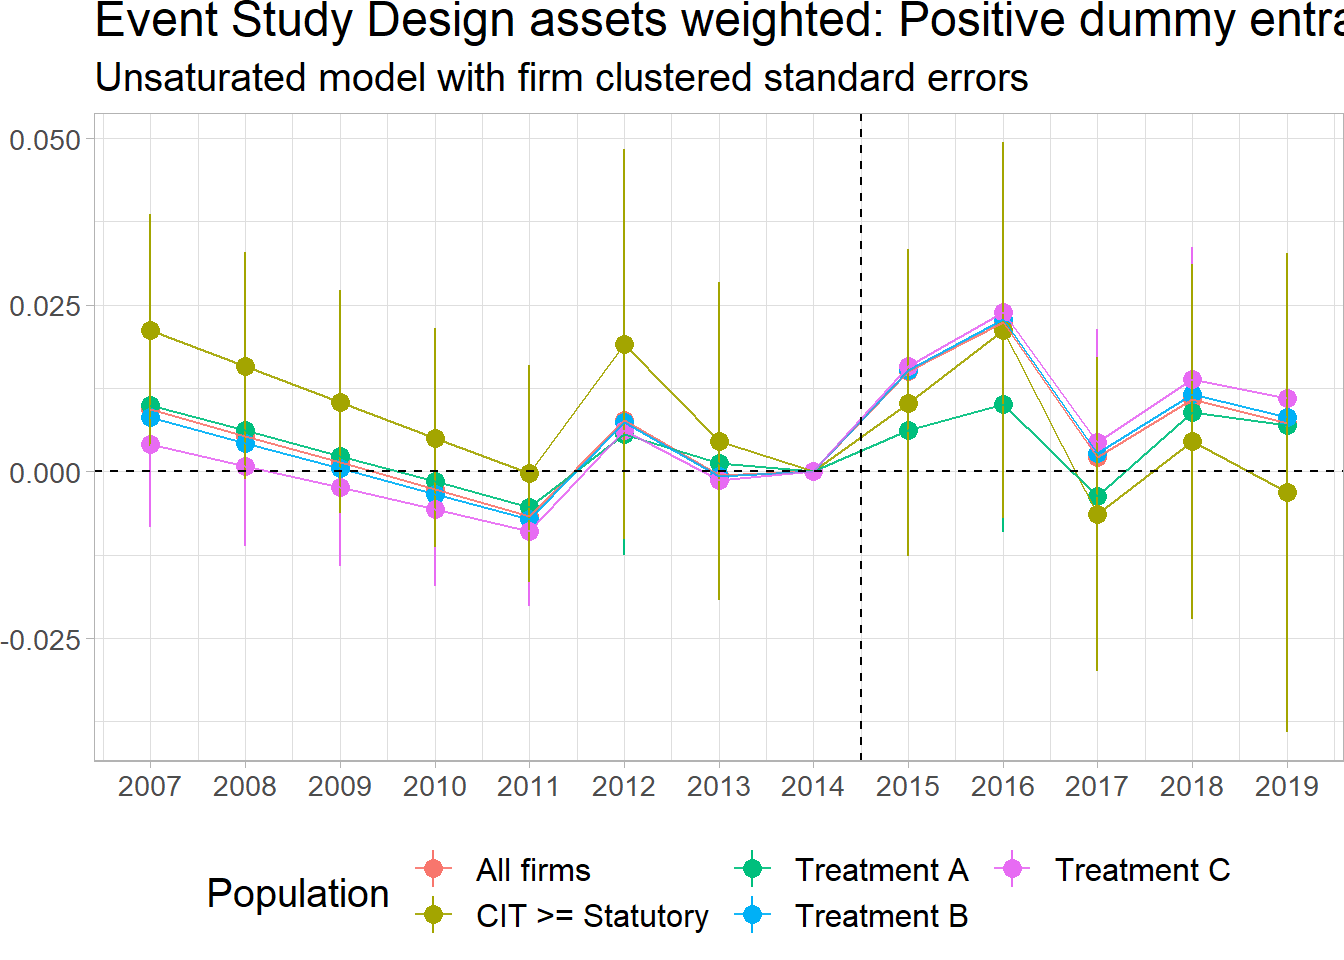 Event Study Design assets weighted: Positive dummy entra
Unsaturated model with firm clustered standard errors
0.050
0.025
0.000
-0.025
2007 2008 2009 2010 2011 2012 2013 2014 2015 2016 2017 2018 2019
Population
All firms Treatment A Treatment C
CIT >= Statutory Treatment B